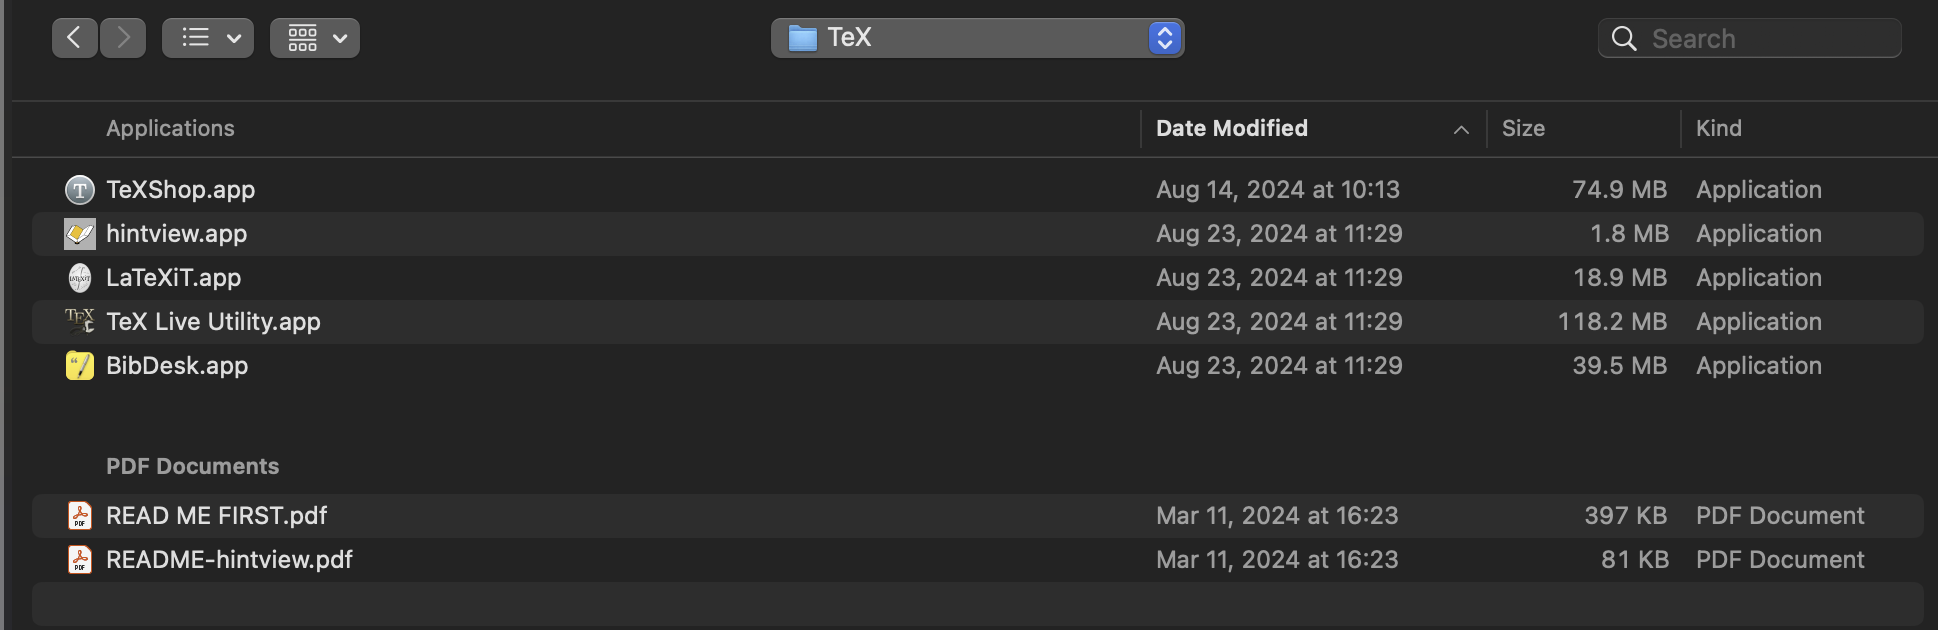 TeX
Search
Applications Date Modified Size Kind
TeXShop.app Aug 14, 2024 at 10:13 74.9 MB Application
hintview.app Aug 23, 2024 at 11:29 1.8 MB Application
LaTeXiT.app Aug 23, 2024 at 11:29 18.9 MB Application
TeX Live Utility.app Aug 23, 2024 at 11:29 118.2 MB Application
BibDesk.app Aug 23, 2024 at 11:29 39.5 MB Application
PDF Documents
READ ME FIRST.pdf Mar 11, 2024 at 16:23 397 KB PDF Document
README-hintview.pdf Mar 11, 2024 at 16:23 81 KB PDF Document